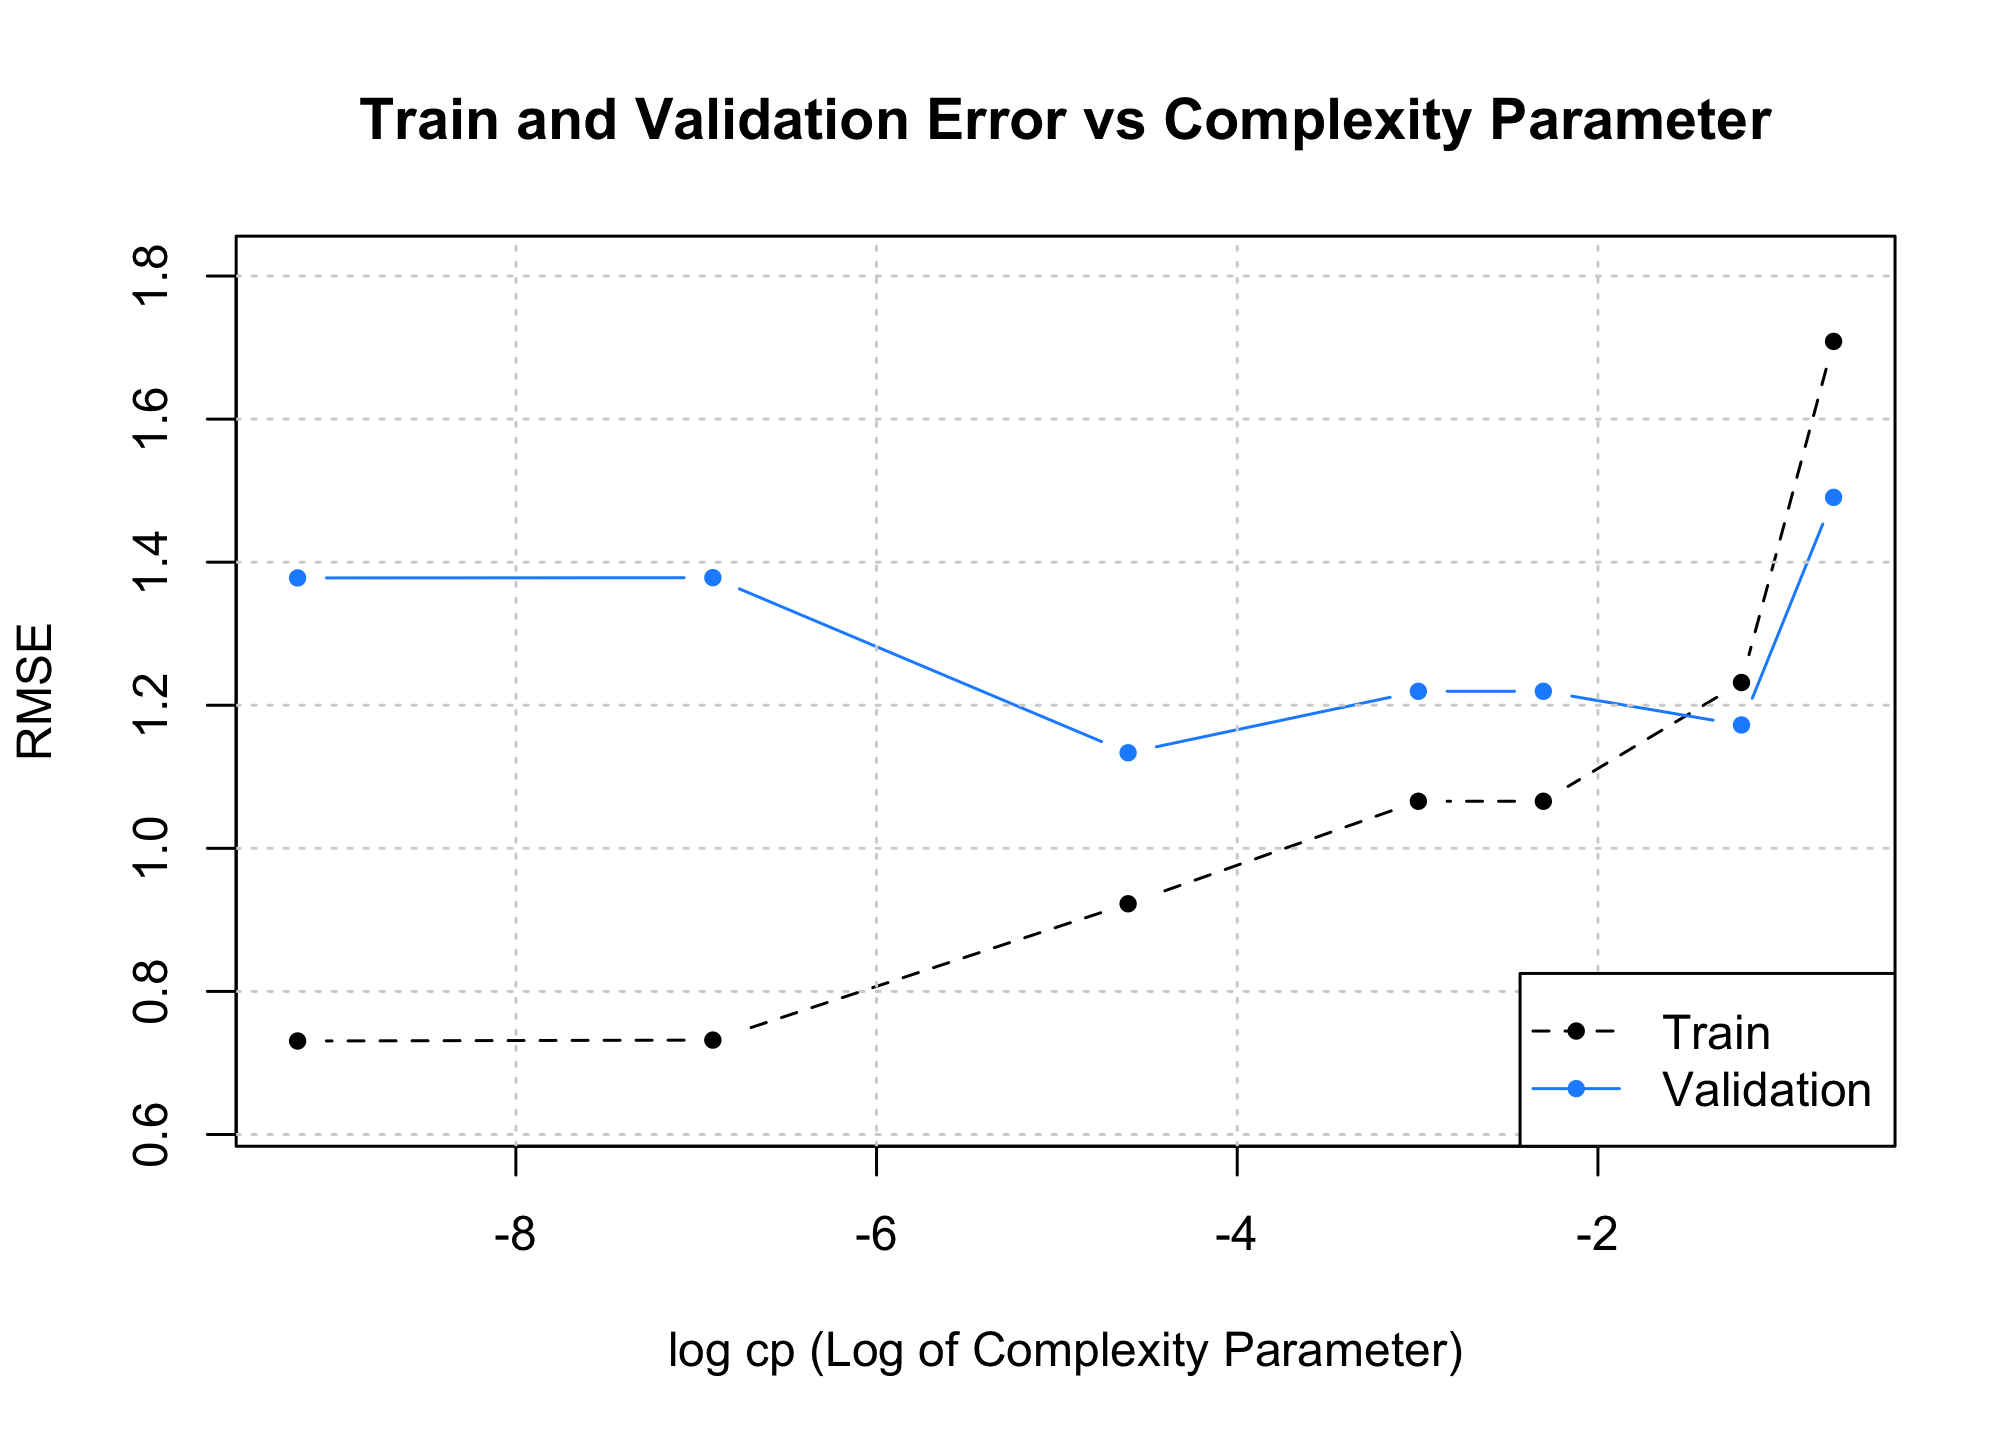 Train and Validation Error vs Complexity Parameter
RMSE
1.8
1.6
1.4
1.2
1.0
0.8
0.6
Train
Validation
-8 -6 -4 -2
log cp (Log of Complexity Parameter)